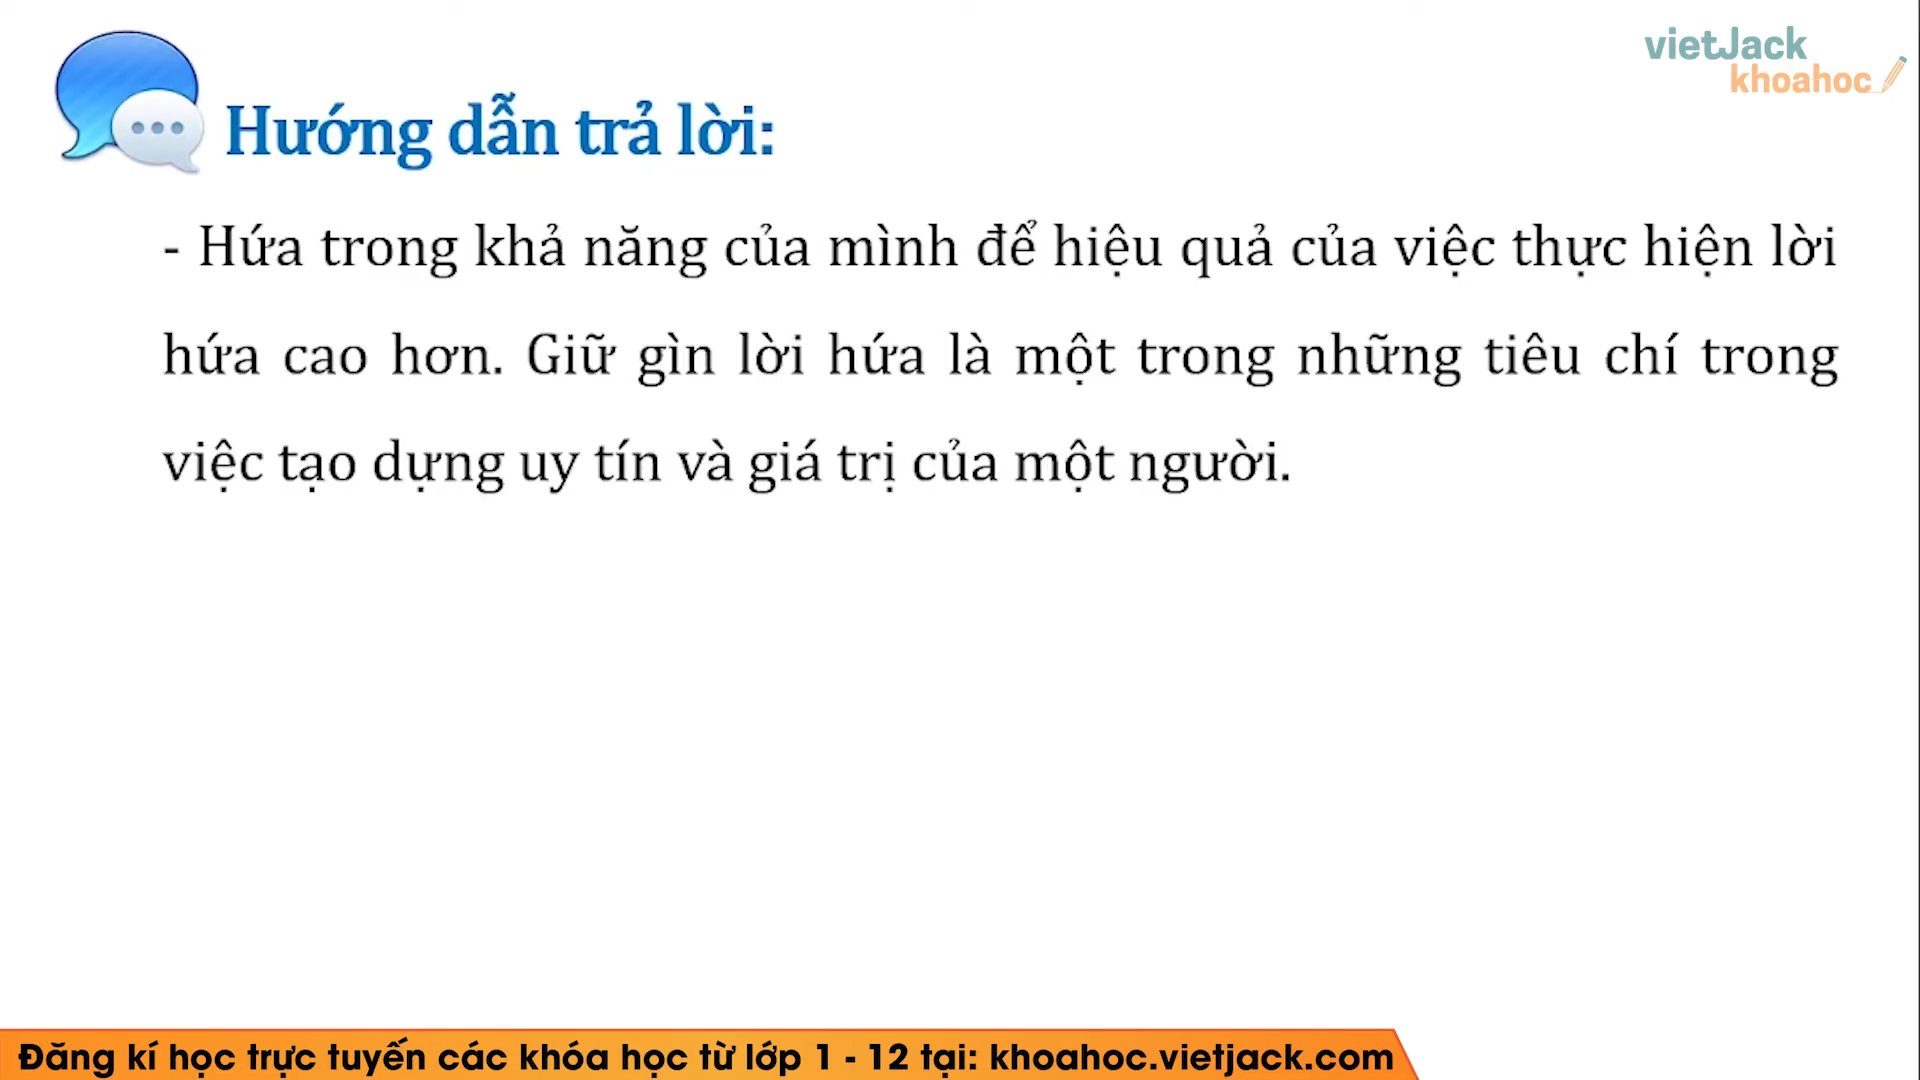 vietJack
khoahoc
Hướng dẫn trả lời:
- Hứa trong khả năng của mình để hiệu quả của việc thực hiện lời
hứa cao hơn. Giữ gìn lời hứa là một trong những tiêu chí trong
việc tạo dựng uy tín và giá trị của một người.
Đăng kí học trực tuyến các khóa học từ lớp 1 - 12 tại: khoahoc.vietjack.com